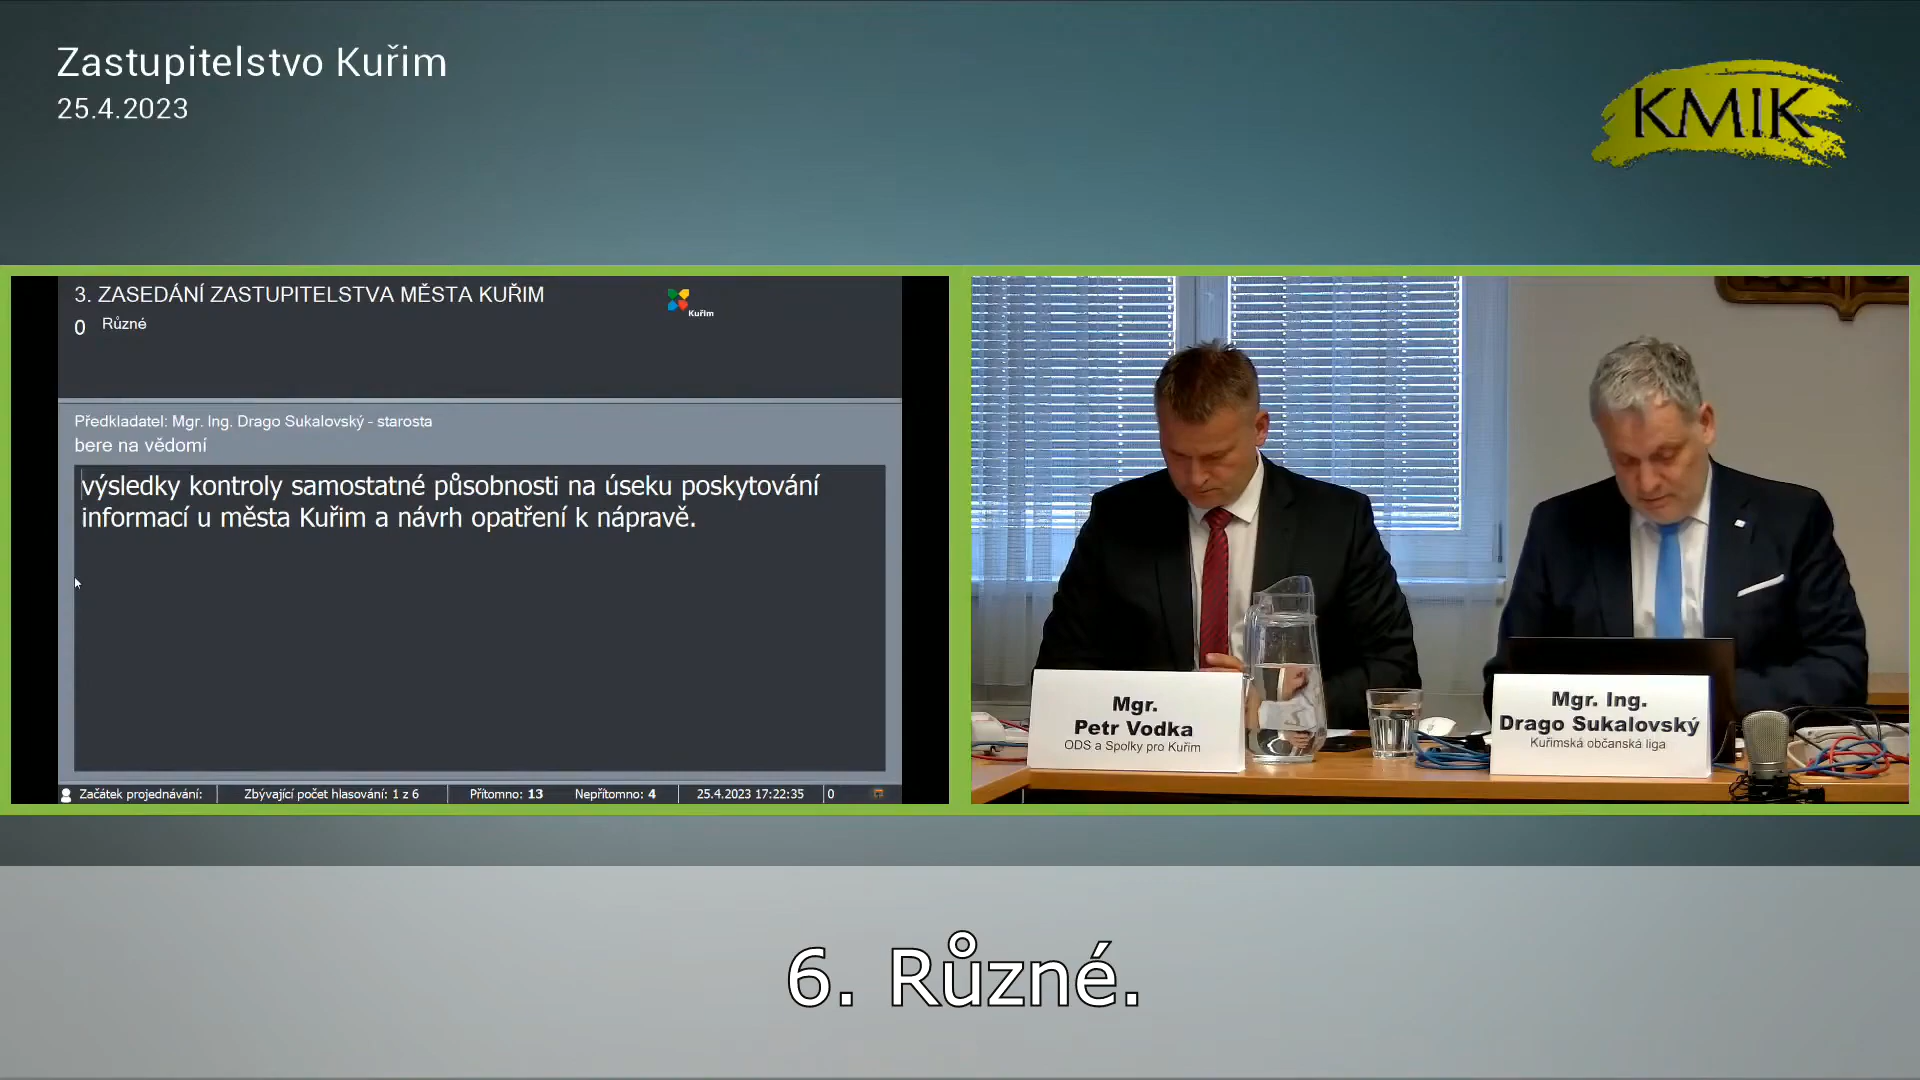 Zastupitelstvo Kuřim
25.4.2023
KMIK
3. ZASEDÁNÍ ZASTUPITELSTVA MĚSTA KUŘIM
0 Různé
Kuřim
Předkladatel: Mgr. Ing. Drago Sukalovský - starosta
bere na vědomí
výsledky kontroly samostatné působnosti na úseku poskytování
informací u města Kuřim a návrh opatření k nápravě.
Začátek projednávání:
Zbývající počet hlasování: 1 z 6
Přítomno: 13
Nepřítomno: 4
25.4.2023 17:22:35
0
Mgr.
Petr Vodka
ODS a Spolky pro Kuřim
Mgr. Ing.
Drago Sukalovský
Kuřimská občanská liga
6. Různé.